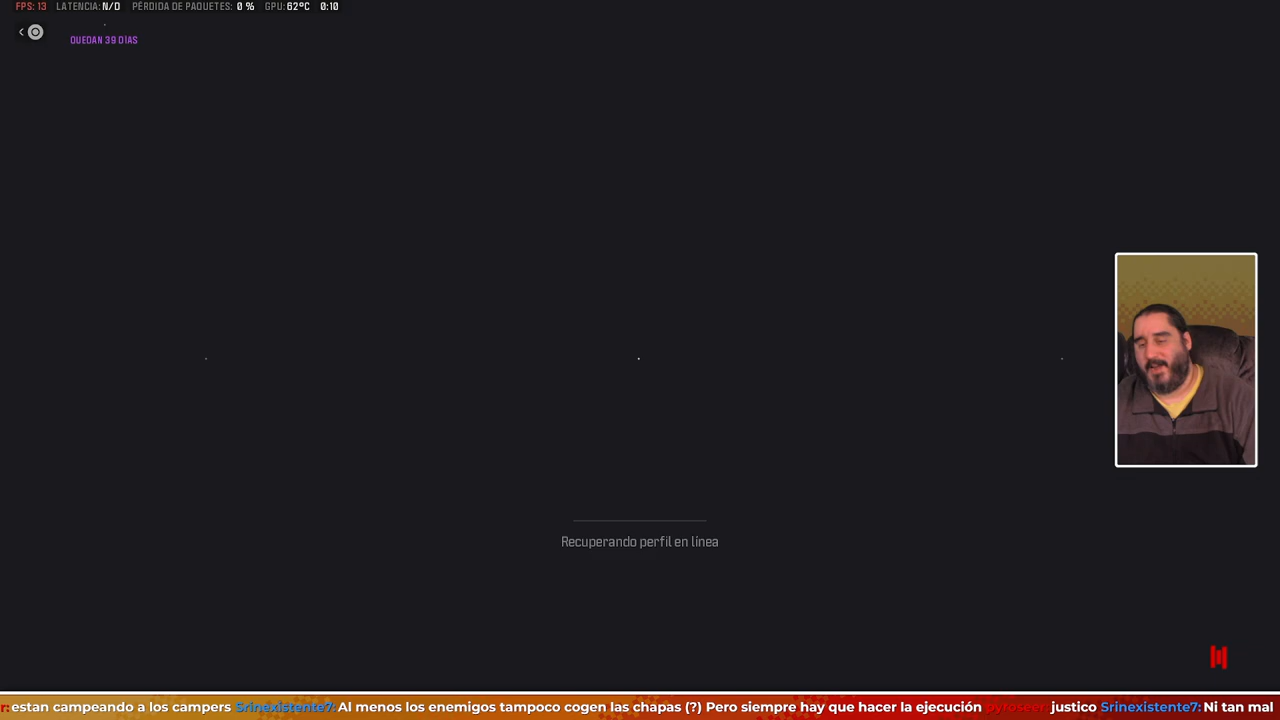 FPS: 13 LATENCIA: N/D PÉRDIDA DE PAQUETES: 0 % GPU: 62ºC 0:10
QUEDAN 39 DÍAS
Recuperando perfil en línea
r: estan campeando a los campers Srinexistente7: Al menos los enemigos tampoco cogen las chapas (?) Pero siempre hay que hacer la ejecución pyroseer: justico Srinexistente7: Ni tan mal